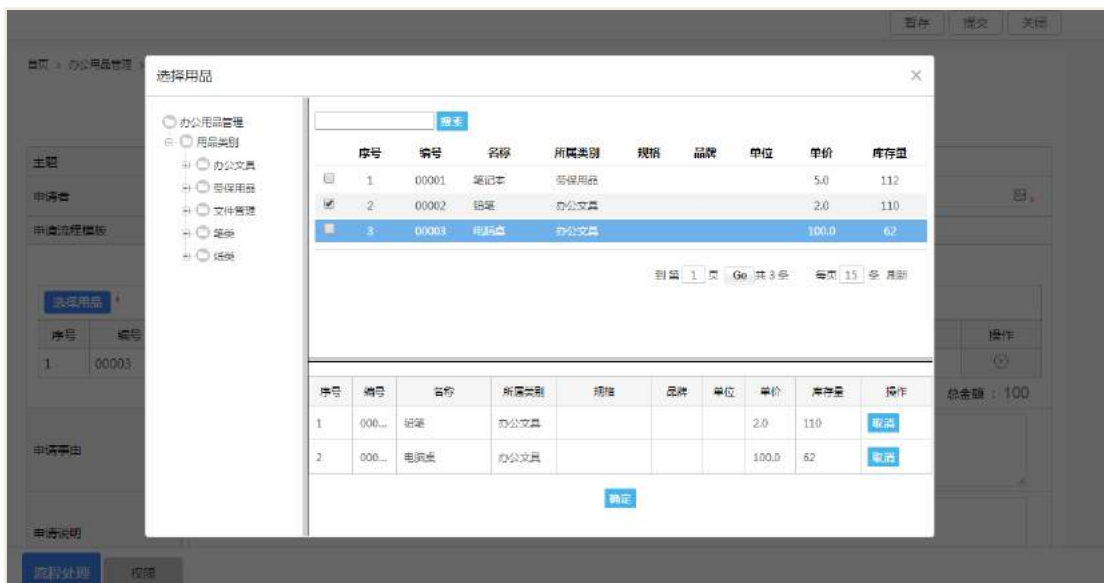 暂存 提交 关闭
首页 > 办公用品管理 >
选择用品 ×
办公用品管理
用品类别
办公文具
劳保用品
文件管理
笔类
纸类
搜索
序号 编号 名称 所属类别 规格 品牌 单位 单价 库存量
1 00001 笔记本 劳保用品 5.0 112
2 00002 铅笔 办公文具 2.0 110
3 00003 电脑桌 办公文具 100.0 62
到第 1 页 Go 共 3 条 每页 15 条 刷新
主题
申请者 *
申请流程模版
选择用品 *
序号 编号 操作
1 00003
总金额 : 100
序号 编号 名称 所属类别 规格 品牌 单位 单价 库存量 操作
1 000... 铅笔 办公文具 2.0 110 取消
2 000... 电脑桌 办公文具 100.0 62 取消
确定
申请事由
申请说明
流程处理 权限